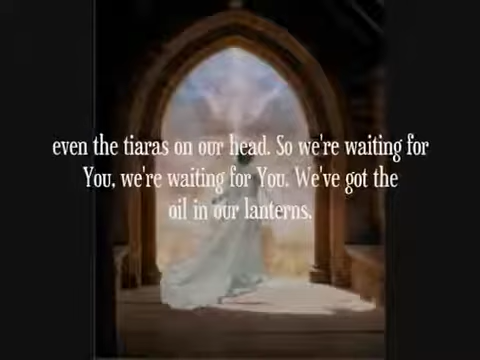 even the tiaras on our head. So we're waiting for
You, we're waiting for You. We've got the
oil in our lanterns.